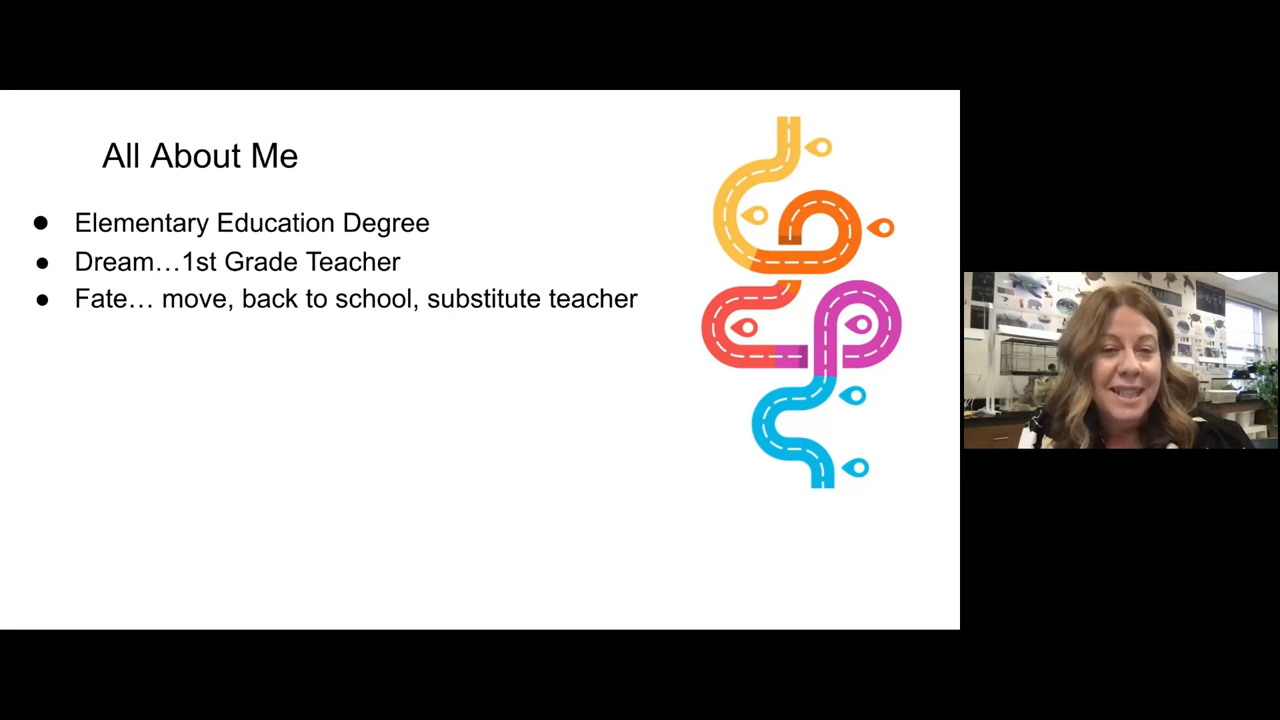 All About Me
● Elementary Education Degree
● Dream…1st Grade Teacher
● Fate… move, back to school, substitute teacher